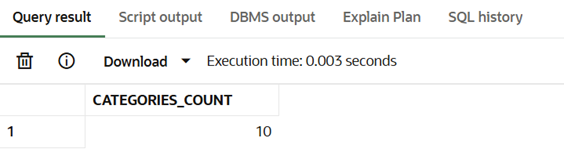 Query result Script output DBMS output Explain Plan SQL history
Download Execution time: 0.003 seconds
CATEGORIES_COUNT
1 10